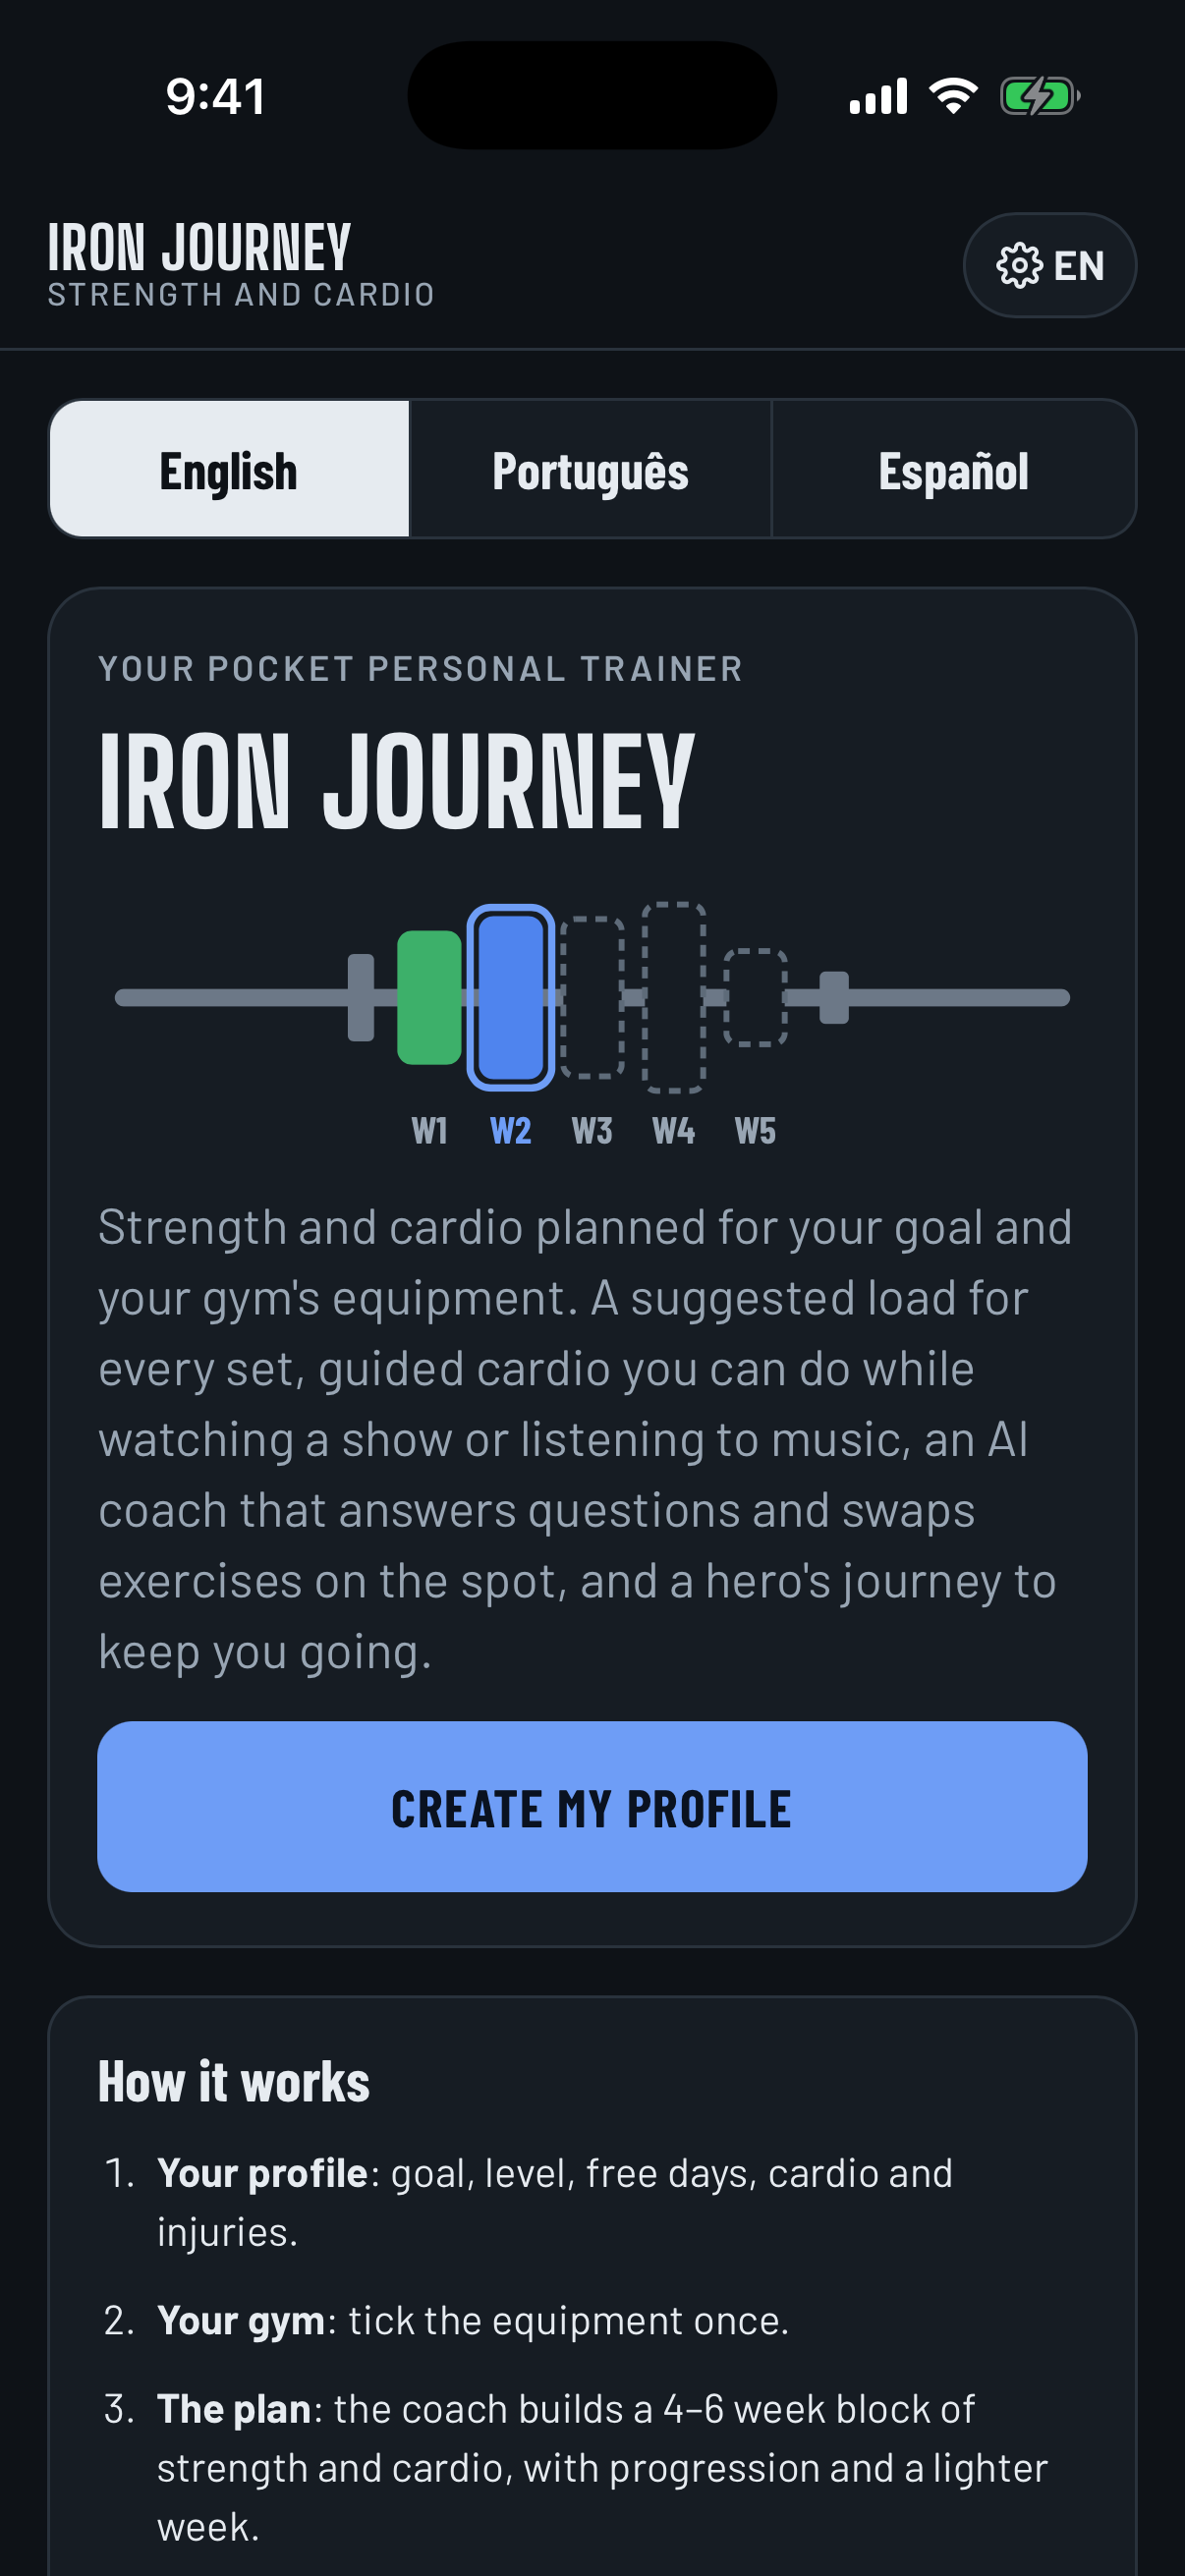 9:41
IRON JOURNEY
STRENGTH AND CARDIO
EN
English
Português
Español
YOUR POCKET PERSONAL TRAINER
IRON JOURNEY
W1 W2 W3 W4 W5
Strength and cardio planned for your goal and
your gym's equipment. A suggested load for
every set, guided cardio you can do while
watching a show or listening to music, an AI
coach that answers questions and swaps
exercises on the spot, and a hero's journey to
keep you going.
CREATE MY PROFILE
How it works
1. Your profile: goal, level, free days, cardio and
injuries.
2. Your gym: tick the equipment once.
3. The plan: the coach builds a 4–6 week block of
strength and cardio, with progression and a lighter
week.